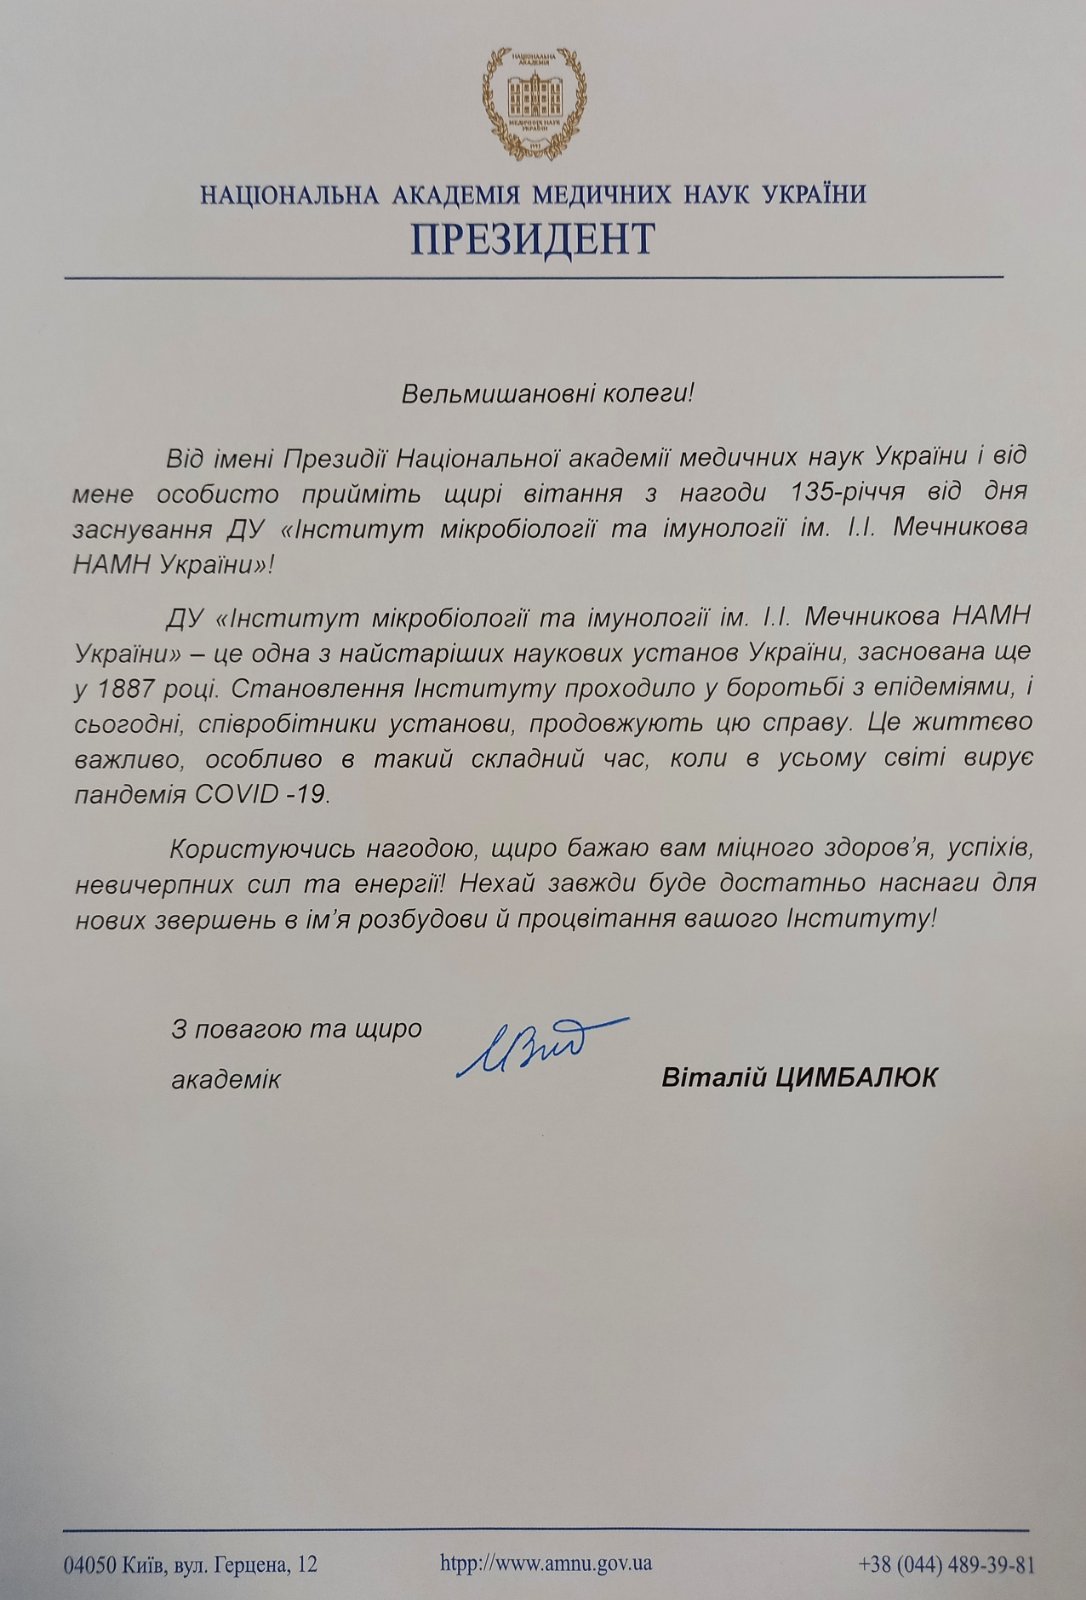 НАЦІОНАЛЬНА
АКАДЕМІЯ
МЕДИЧНИХ НАУК
УКРАЇНИ
1993
НАЦІОНАЛЬНА АКАДЕМІЯ МЕДИЧНИХ НАУК УКРАЇНИ
ПРЕЗИДЕНТ
Вельмишановні колеги!
Від імені Президії Національної академії медичних наук України і від
мене особисто прийміть щирі вітання з нагоди 135-річчя від дня
заснування ДУ «Інститут мікробіології та імунології ім. І.І. Мечникова
НАМН України»!
ДУ «Інститут мікробіології та імунології ім. І.І. Мечникова НАМН
України» – це одна з найстаріших наукових установ України, заснована ще
у 1887 році. Становлення Інституту проходило у боротьбі з епідеміями, і
сьогодні, співробітники установи, продовжують цю справу. Це життєво
важливо, особливо в такий складний час, коли в усьому світі вирує
пандемія COVID -19.
Користуючись нагодою, щиро бажаю вам міцного здоров’я, успіхів,
невичерпних сил та енергії! Нехай завжди буде достатньо наснаги для
нових звершень в ім’я розбудови й процвітання вашого Інституту!
З повагою та щиро
академік
Віталій ЦИМБАЛЮК
04050 Київ, вул. Герцена, 12
htpp://www.amnu.gov.ua
+38 (044) 489-39-81